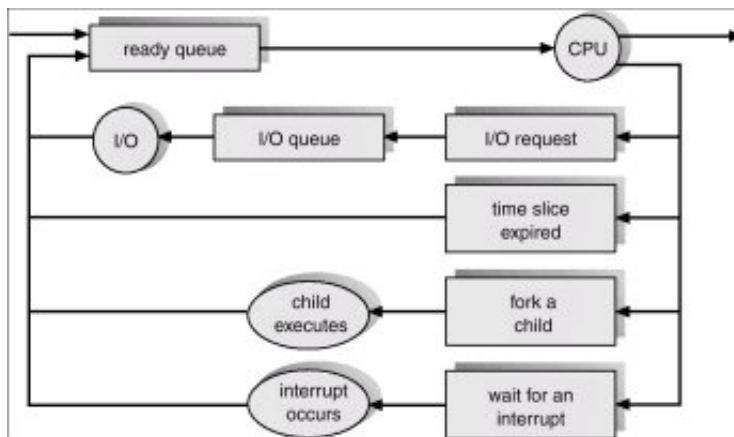 ready queue
CPU
I/O
I/O queue
I/O request
time slice
expired
child
executes
fork a
child
interrupt
occurs
wait for an
interrupt